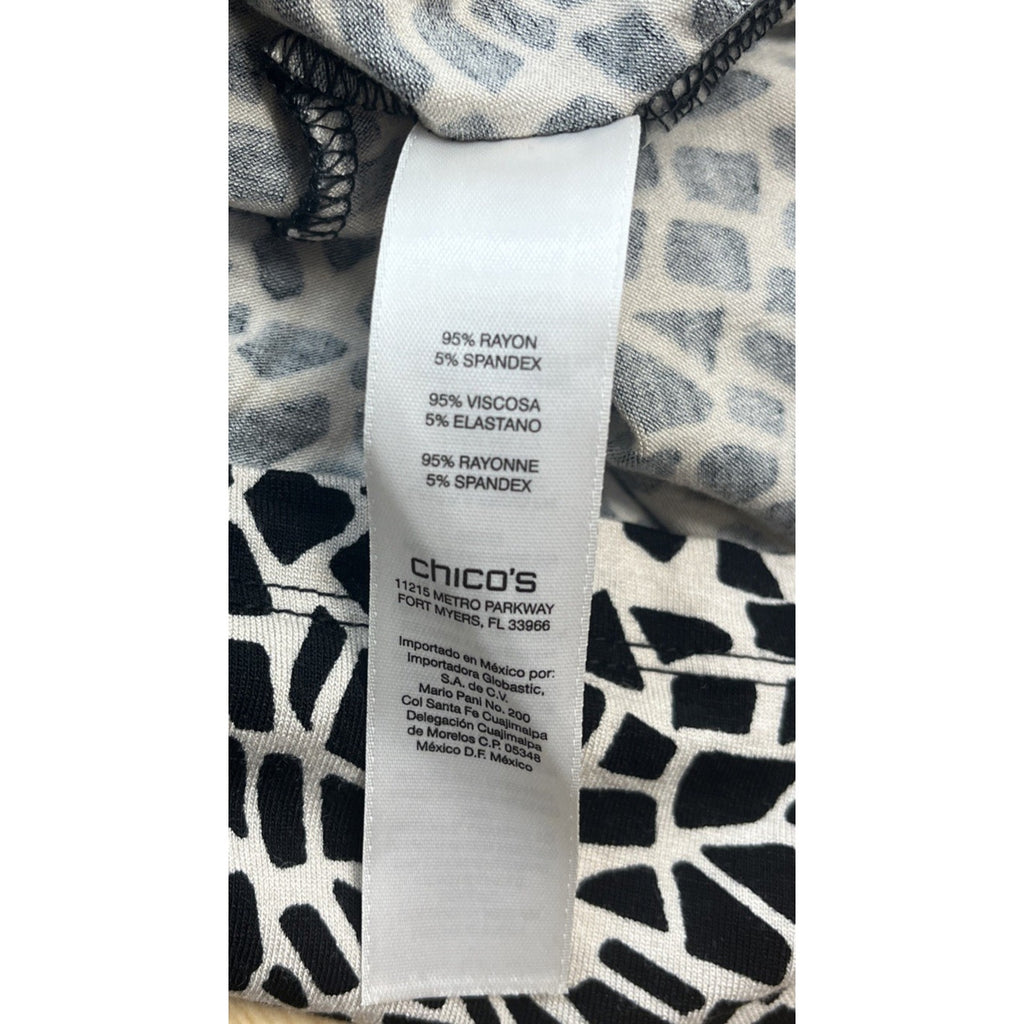 95% RAYON
5% SPANDEX
95% VISCOSA
5% ELASTANO
95% RAYONNE
5% SPANDEX
chico's
11215 METRO PARKWAY
FORT MYERS, FL 33966
Importado en México por:
Importadora Globastic,
S.A. de C.V.
Mario Pani No. 200
Col Santa Fe Cuajimalpa
Delegación Cuajimalpa
de Morelos C.P. 05348
México D.F. México